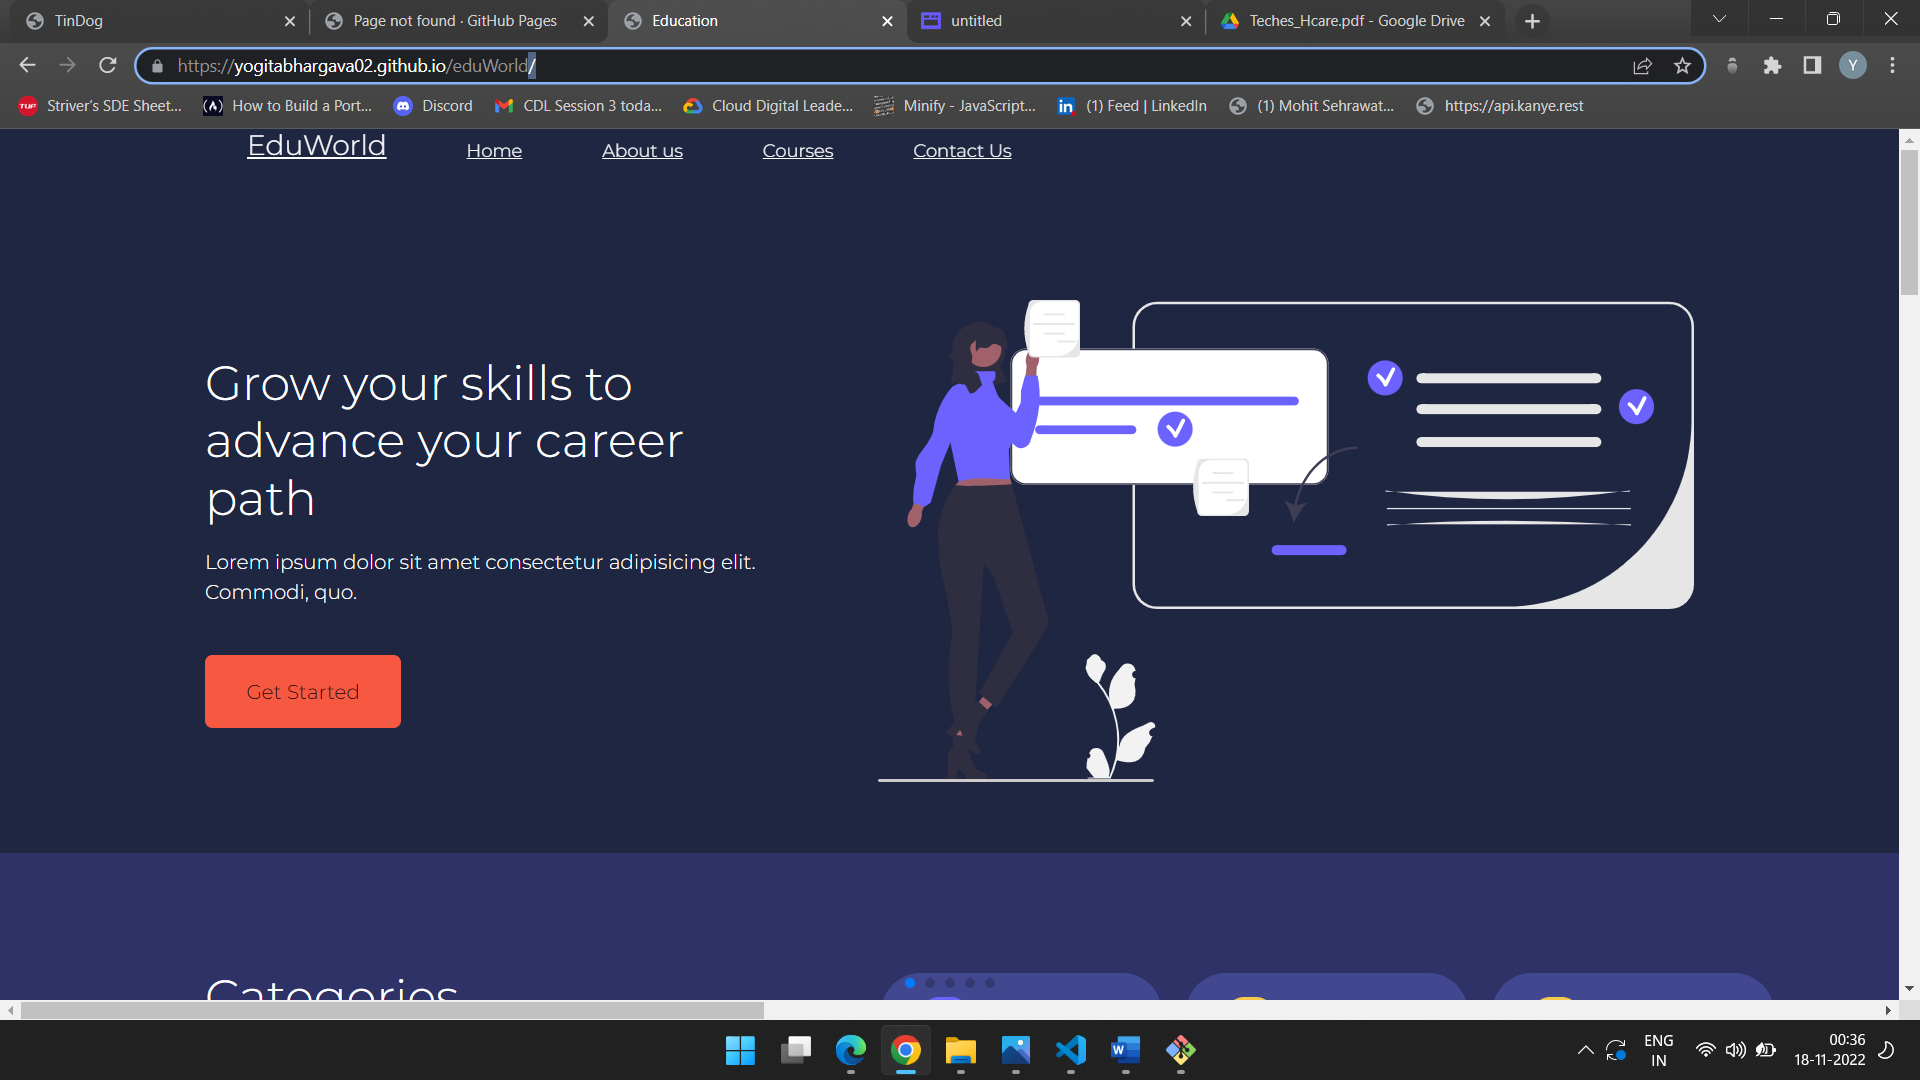 TinDog
Page not found · GitHub Pages
Education
untitled
Teches_Hcare.pdf - Google Drive
https://yogitabhargava02.github.io/eduWorld/
Y
TUF Striver's SDE Sheet...
How to Build a Port...
Discord
CDL Session 3 toda...
Cloud Digital Leade...
Minify - JavaScript...
(1) Feed | LinkedIn
(1) Mohit Sehrawat...
https://api.kanye.rest
EduWorld
Home
About us
Courses
Contact Us
Grow your skills to
advance your career
path
Lorem ipsum dolor sit amet consectetur adipisicing elit.
Commodi, quo.
Get Started
Categories
ENG
IN
00:36
18-11-2022